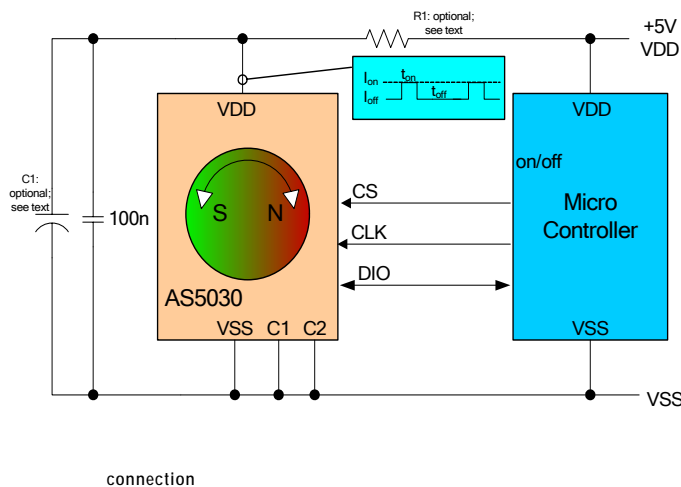 R1: optional;
see text
+5V
VDD
Ion
ton
Ioff
toff
VDD
VDD
C1:
optional;
see text
100n
S
N
AS5030
VSS C1 C2
CS
CLK
DIO
on/off
Micro
Controller
VSS
VSS
connection